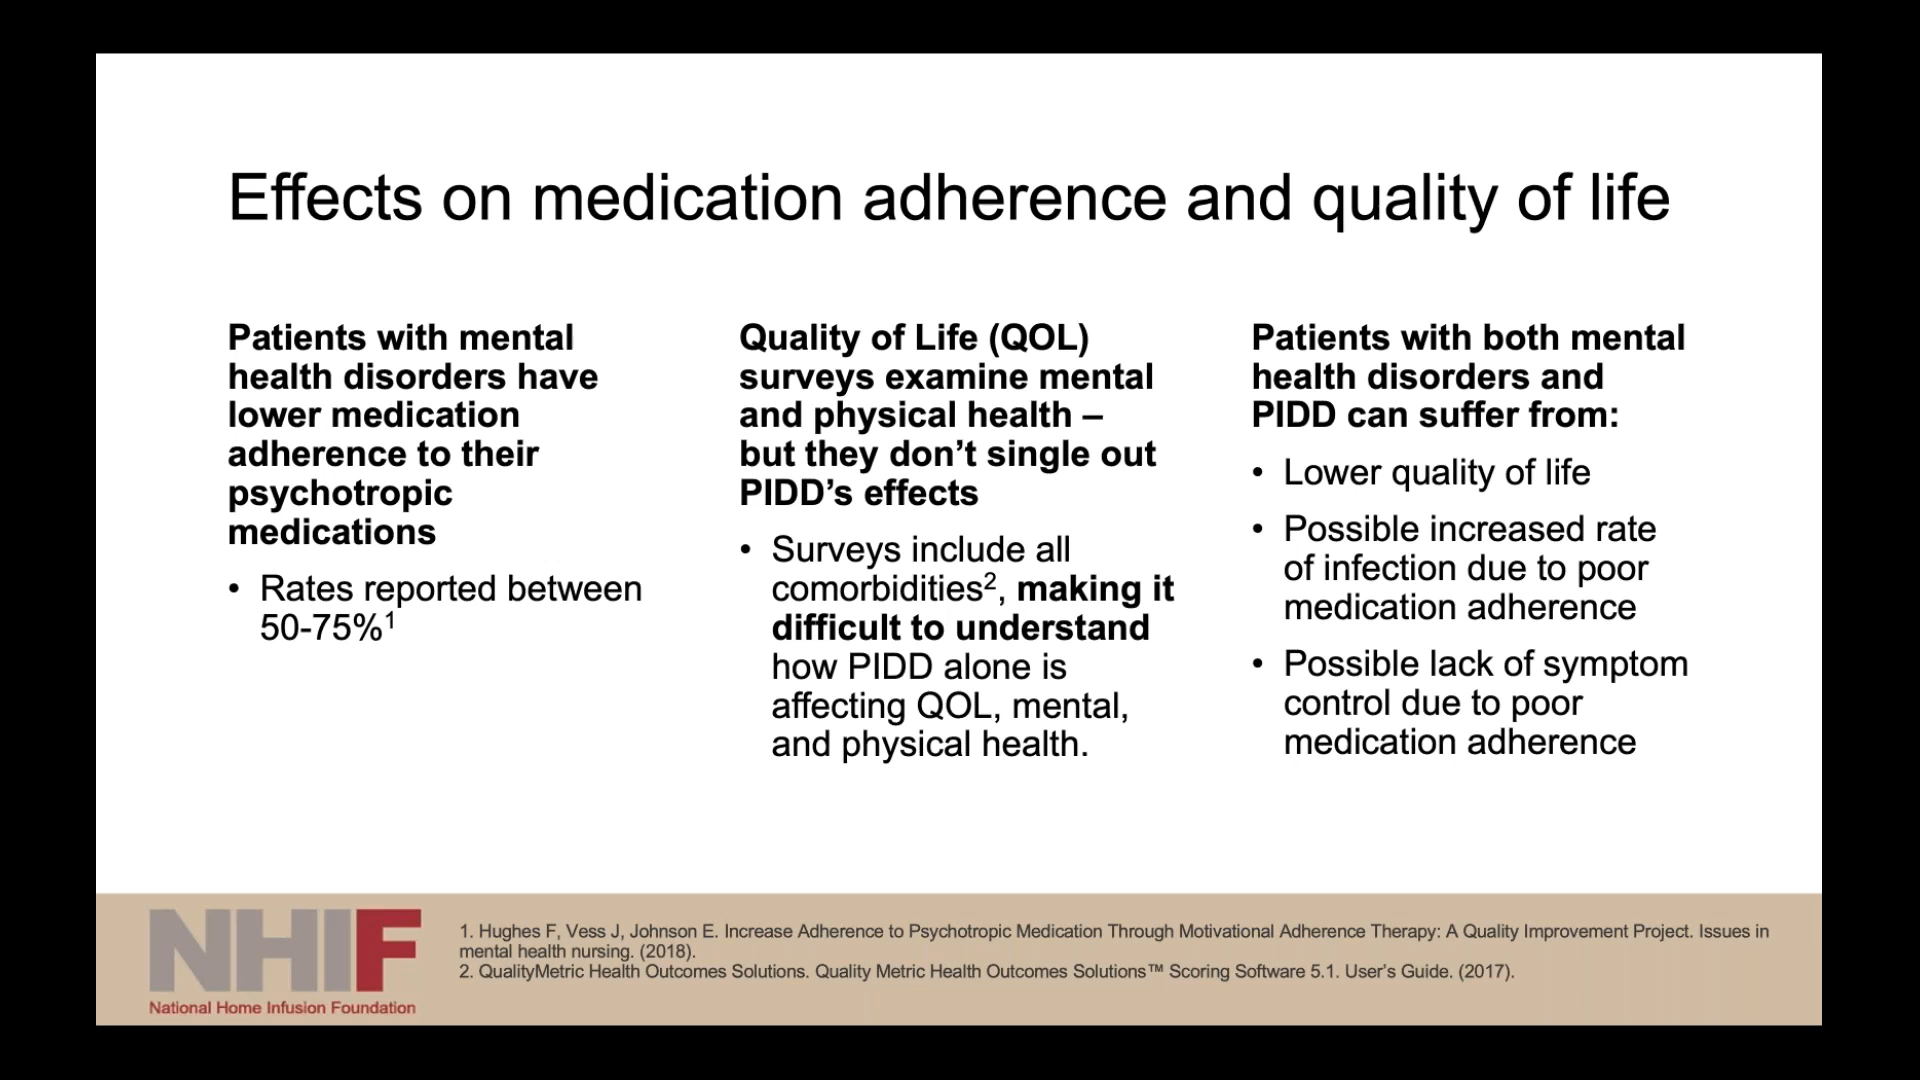 Effects on medication adherence and quality of life
Patients with mental
health disorders have
lower medication
adherence to their
psychotropic
medications
• Rates reported between
50-75%¹
Quality of Life (QOL)
surveys examine mental
and physical health –
but they don’t single out
PIDD’s effects
• Surveys include all
comorbidities², making it
difficult to understand
how PIDD alone is
affecting QOL, mental,
and physical health.
Patients with both mental
health disorders and
PIDD can suffer from:
• Lower quality of life
• Possible increased rate
of infection due to poor
medication adherence
• Possible lack of symptom
control due to poor
medication adherence
NHIF
National Home Infusion Foundation
1. Hughes F, Vess J, Johnson E. Increase Adherence to Psychotropic Medication Through Motivational Adherence Therapy: A Quality Improvement Project. Issues in
mental health nursing. (2018).
2. QualityMetric Health Outcomes Solutions. Quality Metric Health Outcomes Solutions™ Scoring Software 5.1. User’s Guide. (2017).